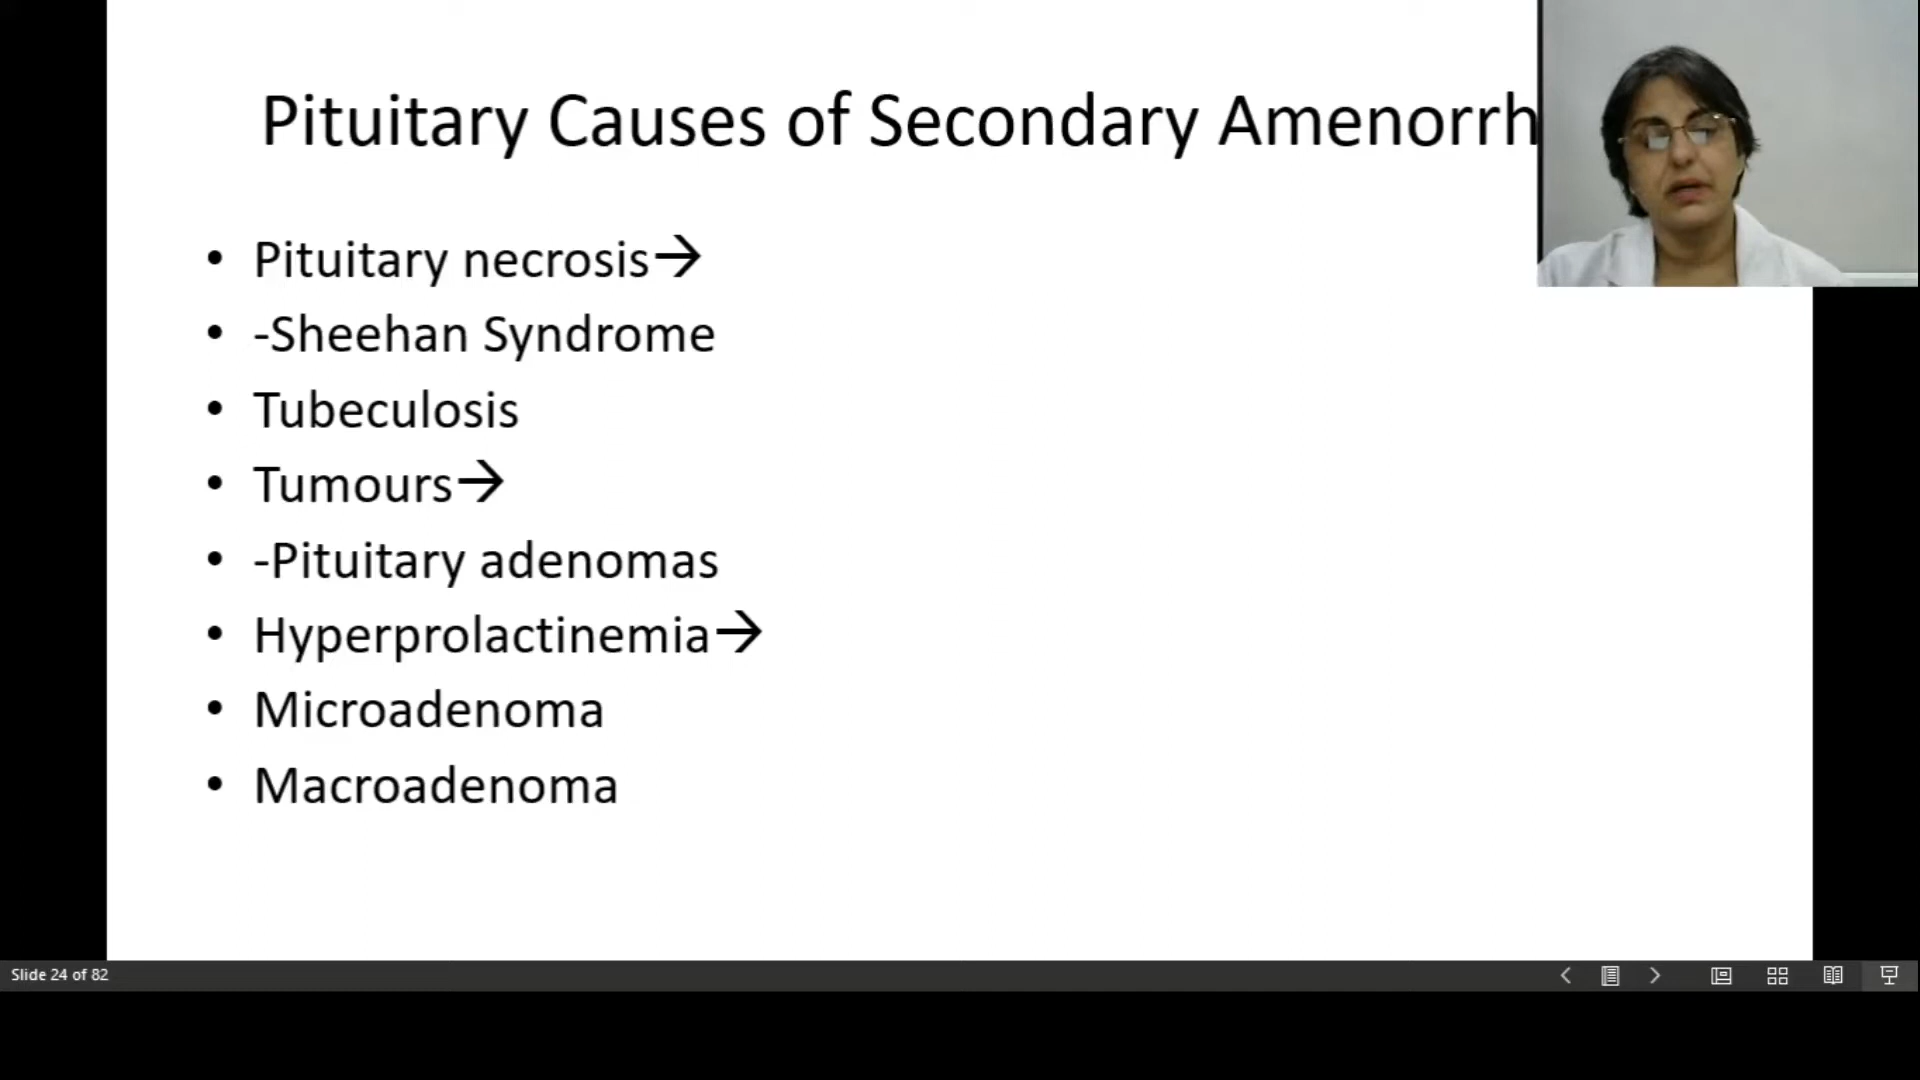 Pituitary Causes of Secondary Amenorrh
• Pituitary necrosis→
• -Sheehan Syndrome
• Tubeculosis
• Tumours→
• -Pituitary adenomas
• Hyperprolactinemia→
• Microadenoma
• Macroadenoma
Slide 24 of 82